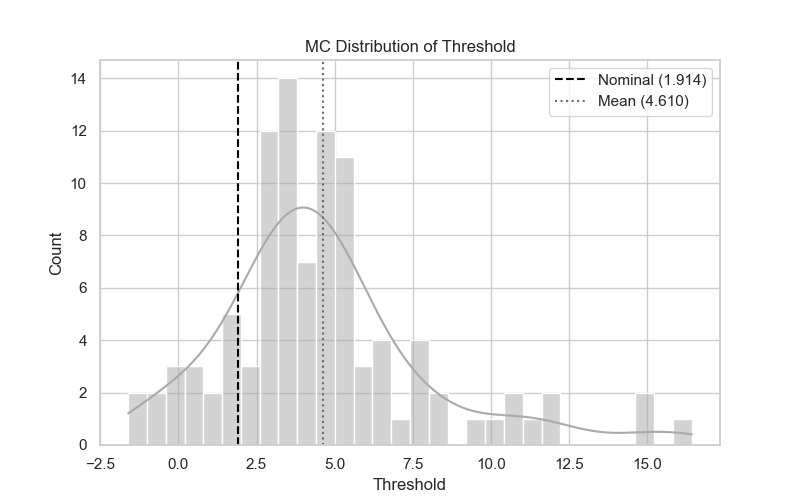 MC Distribution of Threshold
Nominal (1.914)
Mean (4.610)
14
12
10
8
6
4
2
0
Count
−2.5 0.0 2.5 5.0 7.5 10.0 12.5 15.0
Threshold